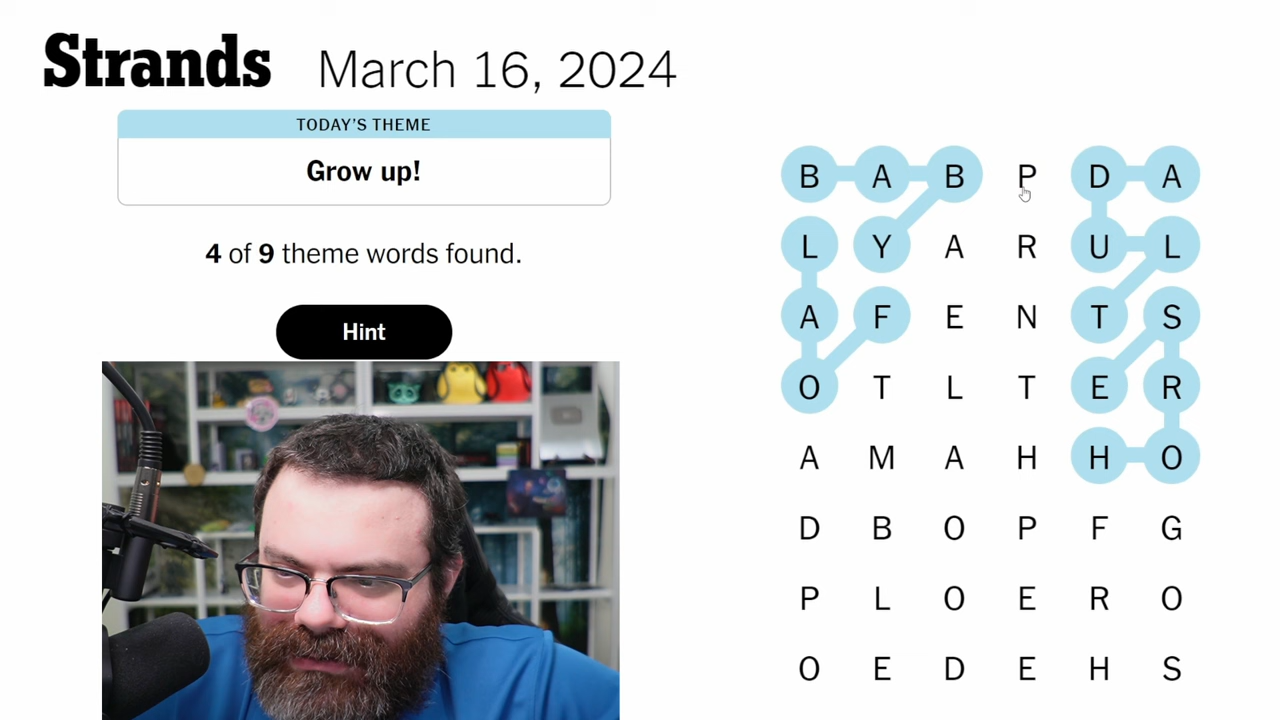 Strands March 16, 2024
TODAY'S THEME
Grow up!
4 of 9 theme words found.
Hint
B A B P D A
L Y A R U L
A F E N T S
O T L T E R
A M A H H O
D B O P F G
P L O E R O
O E D E H S